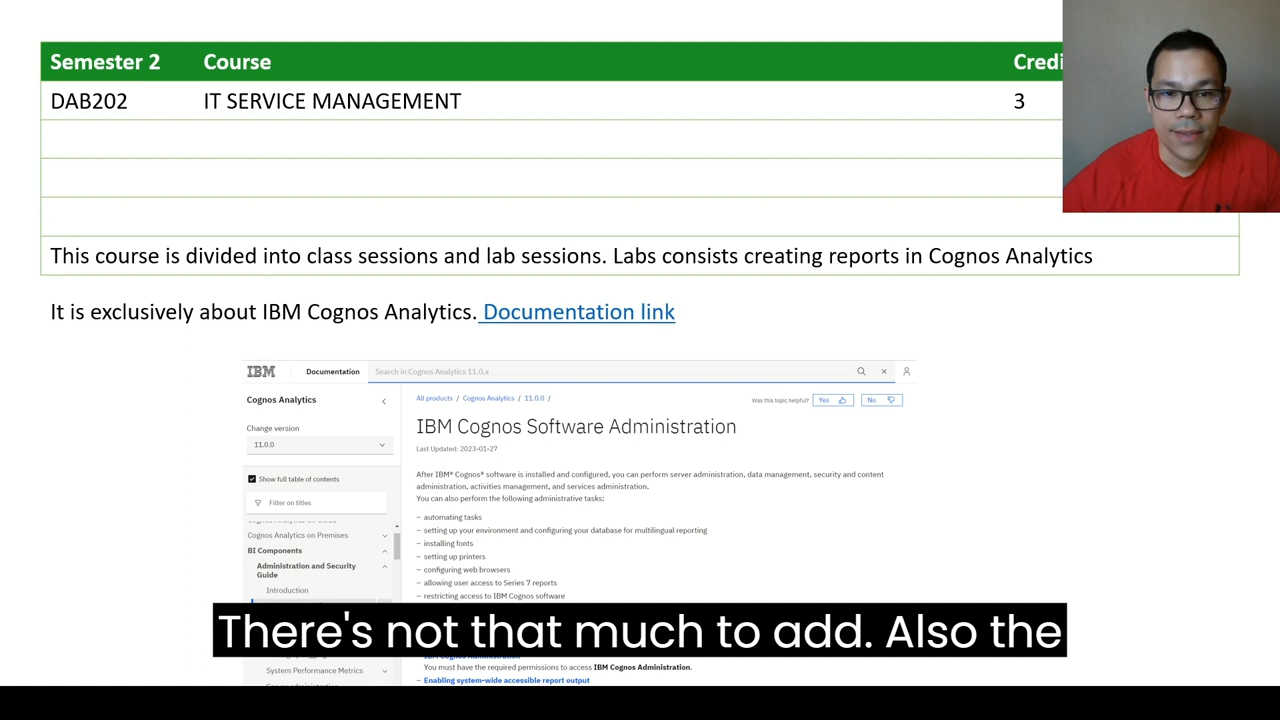 Semester 2 Course Credi
DAB202 IT SERVICE MANAGEMENT 3
This course is divided into class sessions and lab sessions. Labs consists creating reports in Cognos Analytics
It is exclusively about IBM Cognos Analytics. Documentation link
IBM Documentation Search in Cognos Analytics 11.0.x
Cognos Analytics
All products / Cognos Analytics / 11.0.0 /
Was this topic helpful? Yes No
Change version
11.0.0
IBM Cognos Software Administration
Last Updated: 2023-01-27
Show full table of contents
Filter on titles
Cognos Analytics on Premises
BI Components
Administration and Security
Guide
Introduction
After IBM® Cognos® software is installed and configured, you can perform server administration, data management, security and content
administration, activities management, and services administration.
You can also perform the following administrative tasks:
– automating tasks
– setting up your environment and configuring your database for multilingual reporting
– installing fonts
– setting up printers
– configuring web browsers
– allowing user access to Series 7 reports
– restricting access to IBM Cognos software
There's not that much to add. Also the
System Performance Metrics
You must have the required permissions to access IBM Cognos Administration.
Enabling system-wide accessible report output